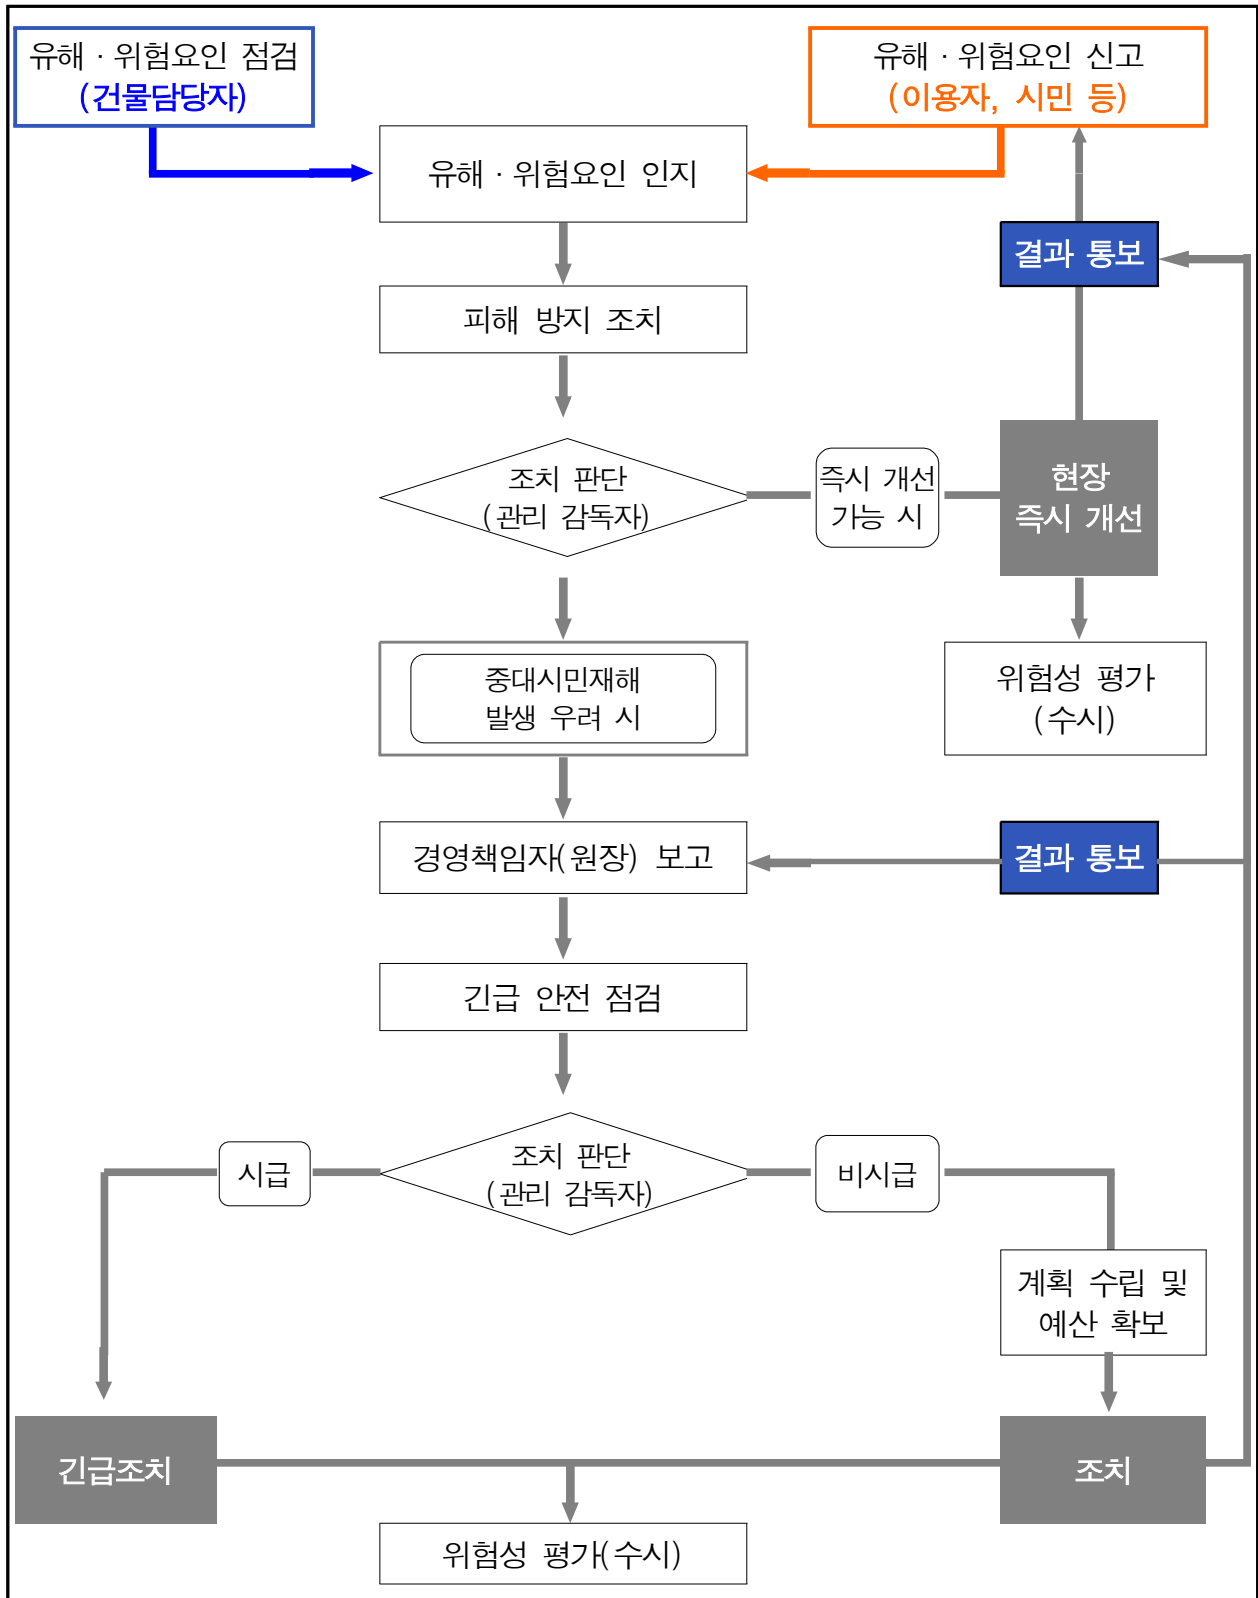 유해 · 위험요인 점검
(건물담당자)
유해 · 위험요인 신고
(이용자, 시민 등)
유해 · 위험요인 인지
결과 통보
피해 방지 조치
조치 판단
(관리 감독자)
즉시 개선
가능 시
현장
즉시 개선
중대시민재해
발생 우려 시
위험성 평가
(수시)
경영책임자(원장) 보고
결과 통보
긴급 안전 점검
시급
조치 판단
(관리 감독자)
비시급
계획 수립 및
예산 확보
긴급조치
조치
위험성 평가(수시)